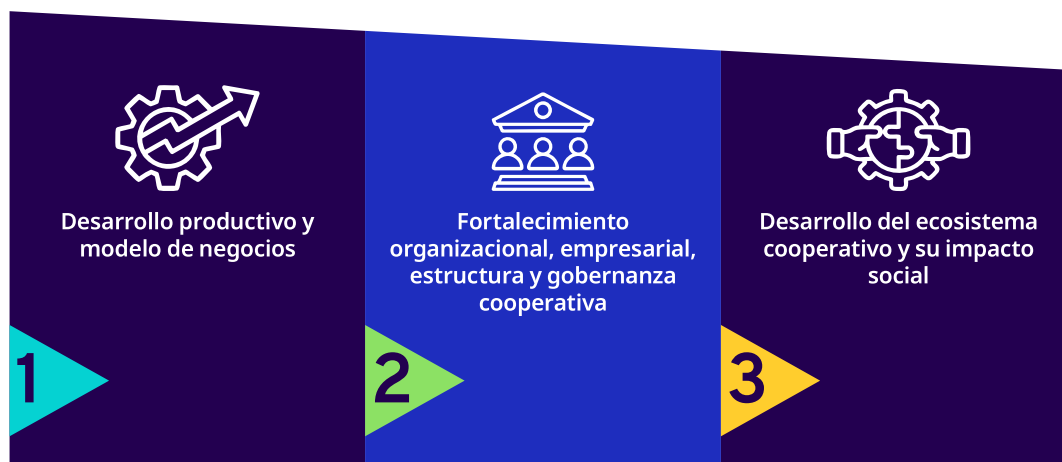 Desarrollo productivo y
modelo de negocios
1
Fortalecimiento
organizacional, empresarial,
estructura y gobernanza
cooperativa
2
Desarrollo del ecosistema
cooperativo y su impacto
social
3